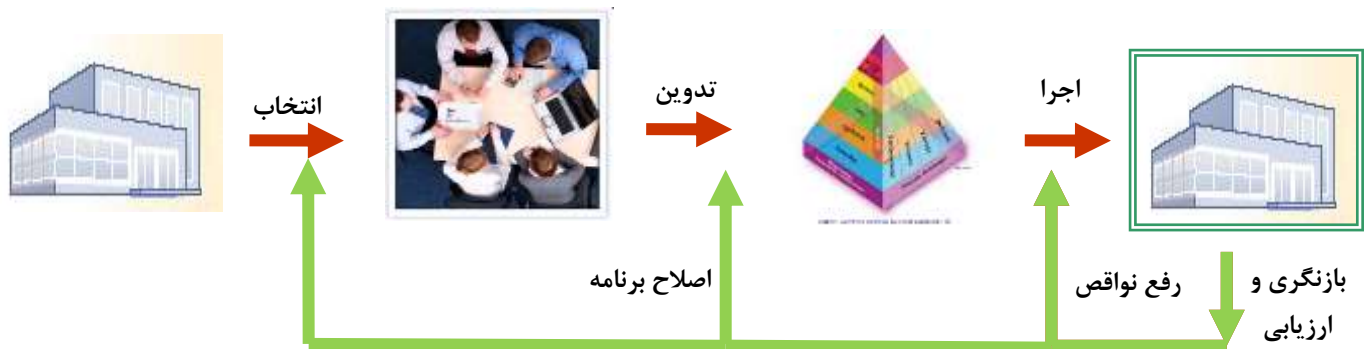 انتخاب
تدوین
اجرا
اصلاح برنامه
رفع نواقص
بازنگری و
ارزیابی